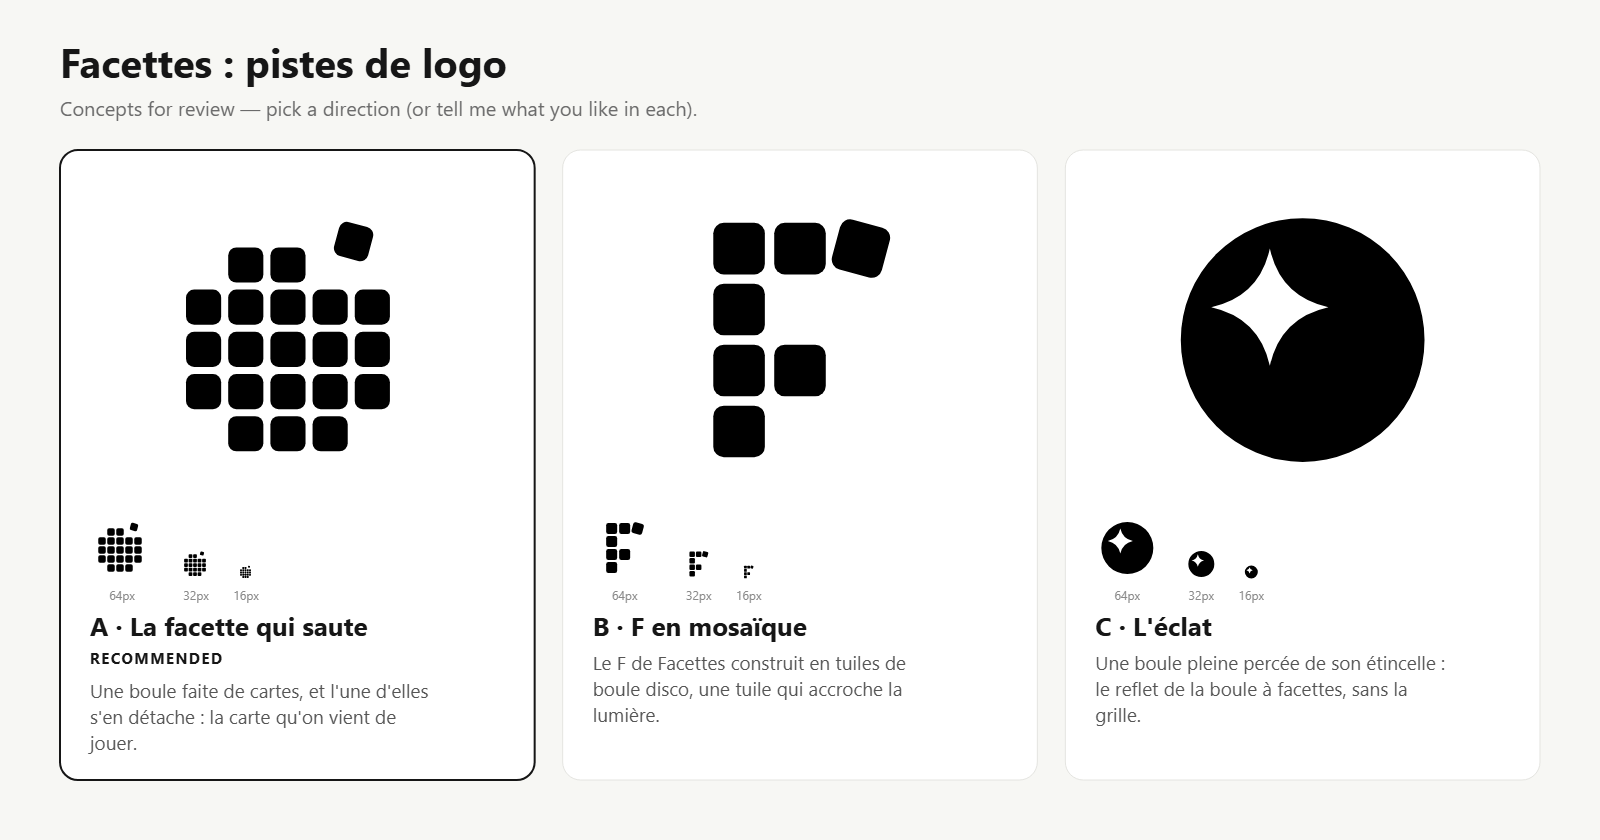 Facettes : pistes de logo
Concepts for review — pick a direction (or tell me what you like in each).
64px 32px 16px
A · La facette qui saute
RECOMMENDED
Une boule faite de cartes, et l'une d'elles
s'en détache : la carte qu'on vient de
jouer.
64px 32px 16px
B · F en mosaïque
Le F de Facettes construit en tuiles de
boule disco, une tuile qui accroche la
lumière.
64px 32px 16px
C · L'éclat
Une boule pleine percée de son étincelle :
le reflet de la boule à facettes, sans la
grille.